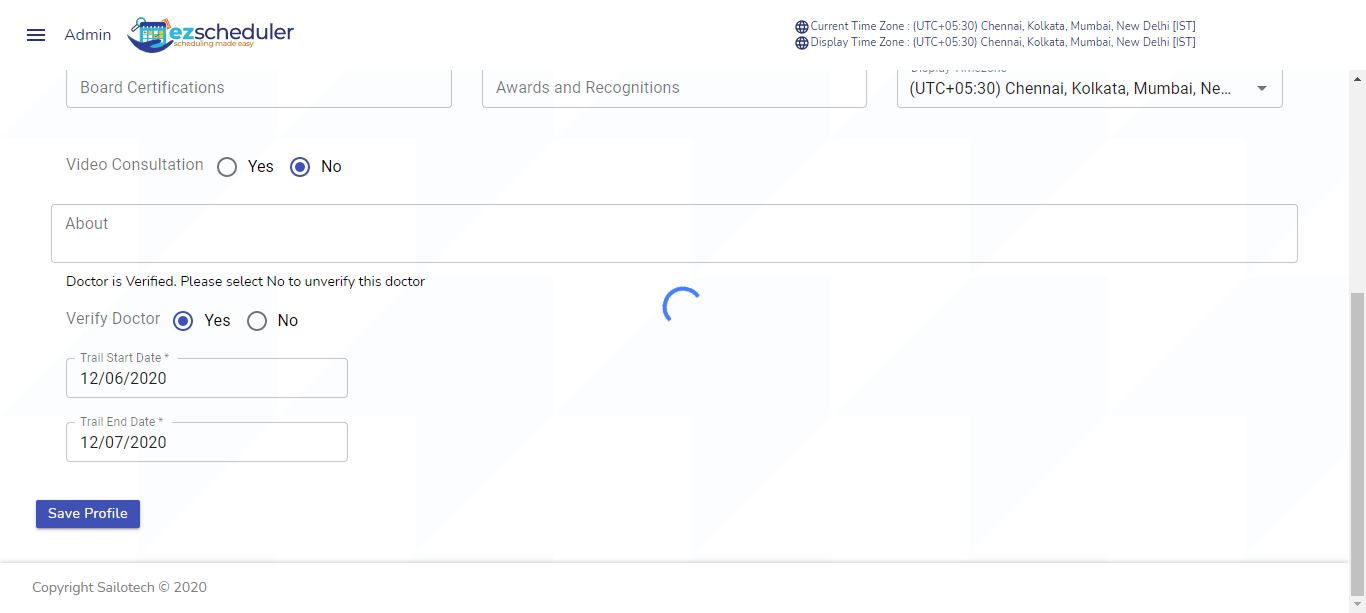 Admin
ezscheduler
scheduling made easy
Current Time Zone : (UTC+05:30) Chennai, Kolkata, Mumbai, New Delhi [IST]
Display Time Zone : (UTC+05:30) Chennai, Kolkata, Mumbai, New Delhi [IST]
Display Timezone
Board Certifications
Awards and Recognitions
(UTC+05:30) Chennai, Kolkata, Mumbai, Ne...
Video Consultation Yes No
About
Doctor is Verified. Please select No to unverify this doctor
Verify Doctor Yes No
Trail Start Date *
12/06/2020
Trail End Date *
12/07/2020
Save Profile
Copyright Sailotech © 2020